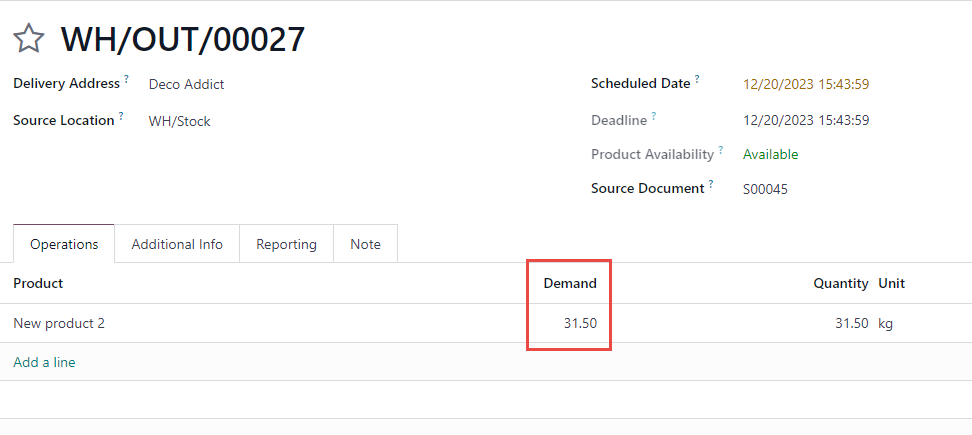 WH/OUT/00027
Delivery Address ? Deco Addict Scheduled Date ? 12/20/2023 15:43:59
Source Location ? WH/Stock Deadline ? 12/20/2023 15:43:59
Product Availability ? Available
Source Document ? S00045
Operations Additional Info Reporting Note
Product Demand Quantity Unit
New product 2 31.50 31.50 kg
Add a line